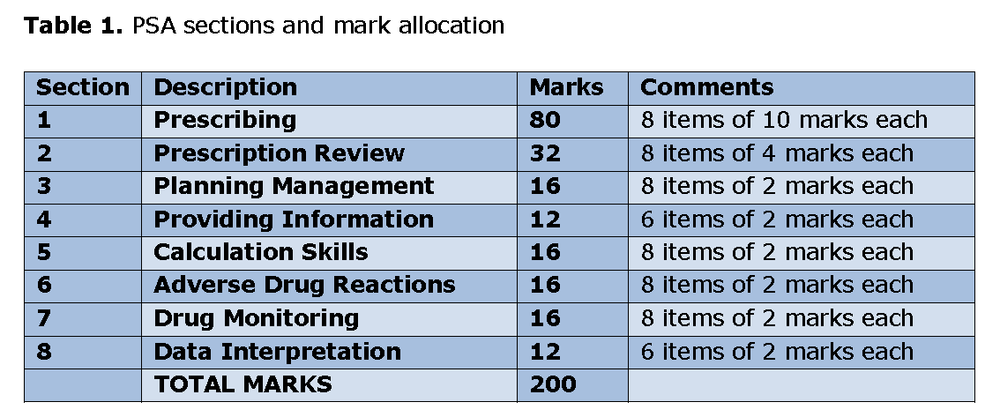 Table 1. PSA sections and mark allocation
Section Description Marks Comments
1 Prescribing 80 8 items of 10 marks each
2 Prescription Review 32 8 items of 4 marks each
3 Planning Management 16 8 items of 2 marks each
4 Providing Information 12 6 items of 2 marks each
5 Calculation Skills 16 8 items of 2 marks each
6 Adverse Drug Reactions 16 8 items of 2 marks each
7 Drug Monitoring 16 8 items of 2 marks each
8 Data Interpretation 12 6 items of 2 marks each
TOTAL MARKS 200